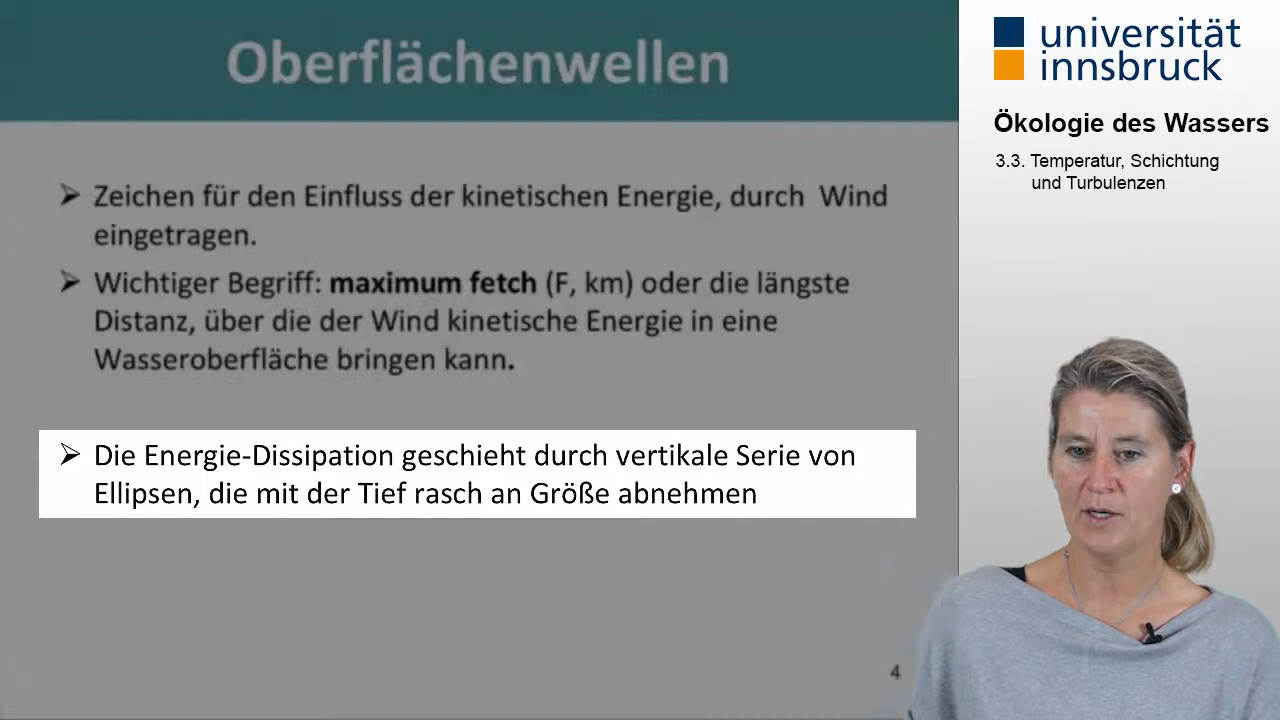 Oberflächenwellen
➢ Zeichen für den Einfluss der kinetischen Energie, durch Wind
eingetragen.
➢ Wichtiger Begriff: maximum fetch (F, km) oder die längste
Distanz, über die der Wind kinetische Energie in eine
Wasseroberfläche bringen kann.
➢ Die Energie-Dissipation geschieht durch vertikale Serie von
Ellipsen, die mit der Tief rasch an Größe abnehmen
4
universität
innsbruck
Ökologie des Wassers
3.3. Temperatur, Schichtung
und Turbulenzen